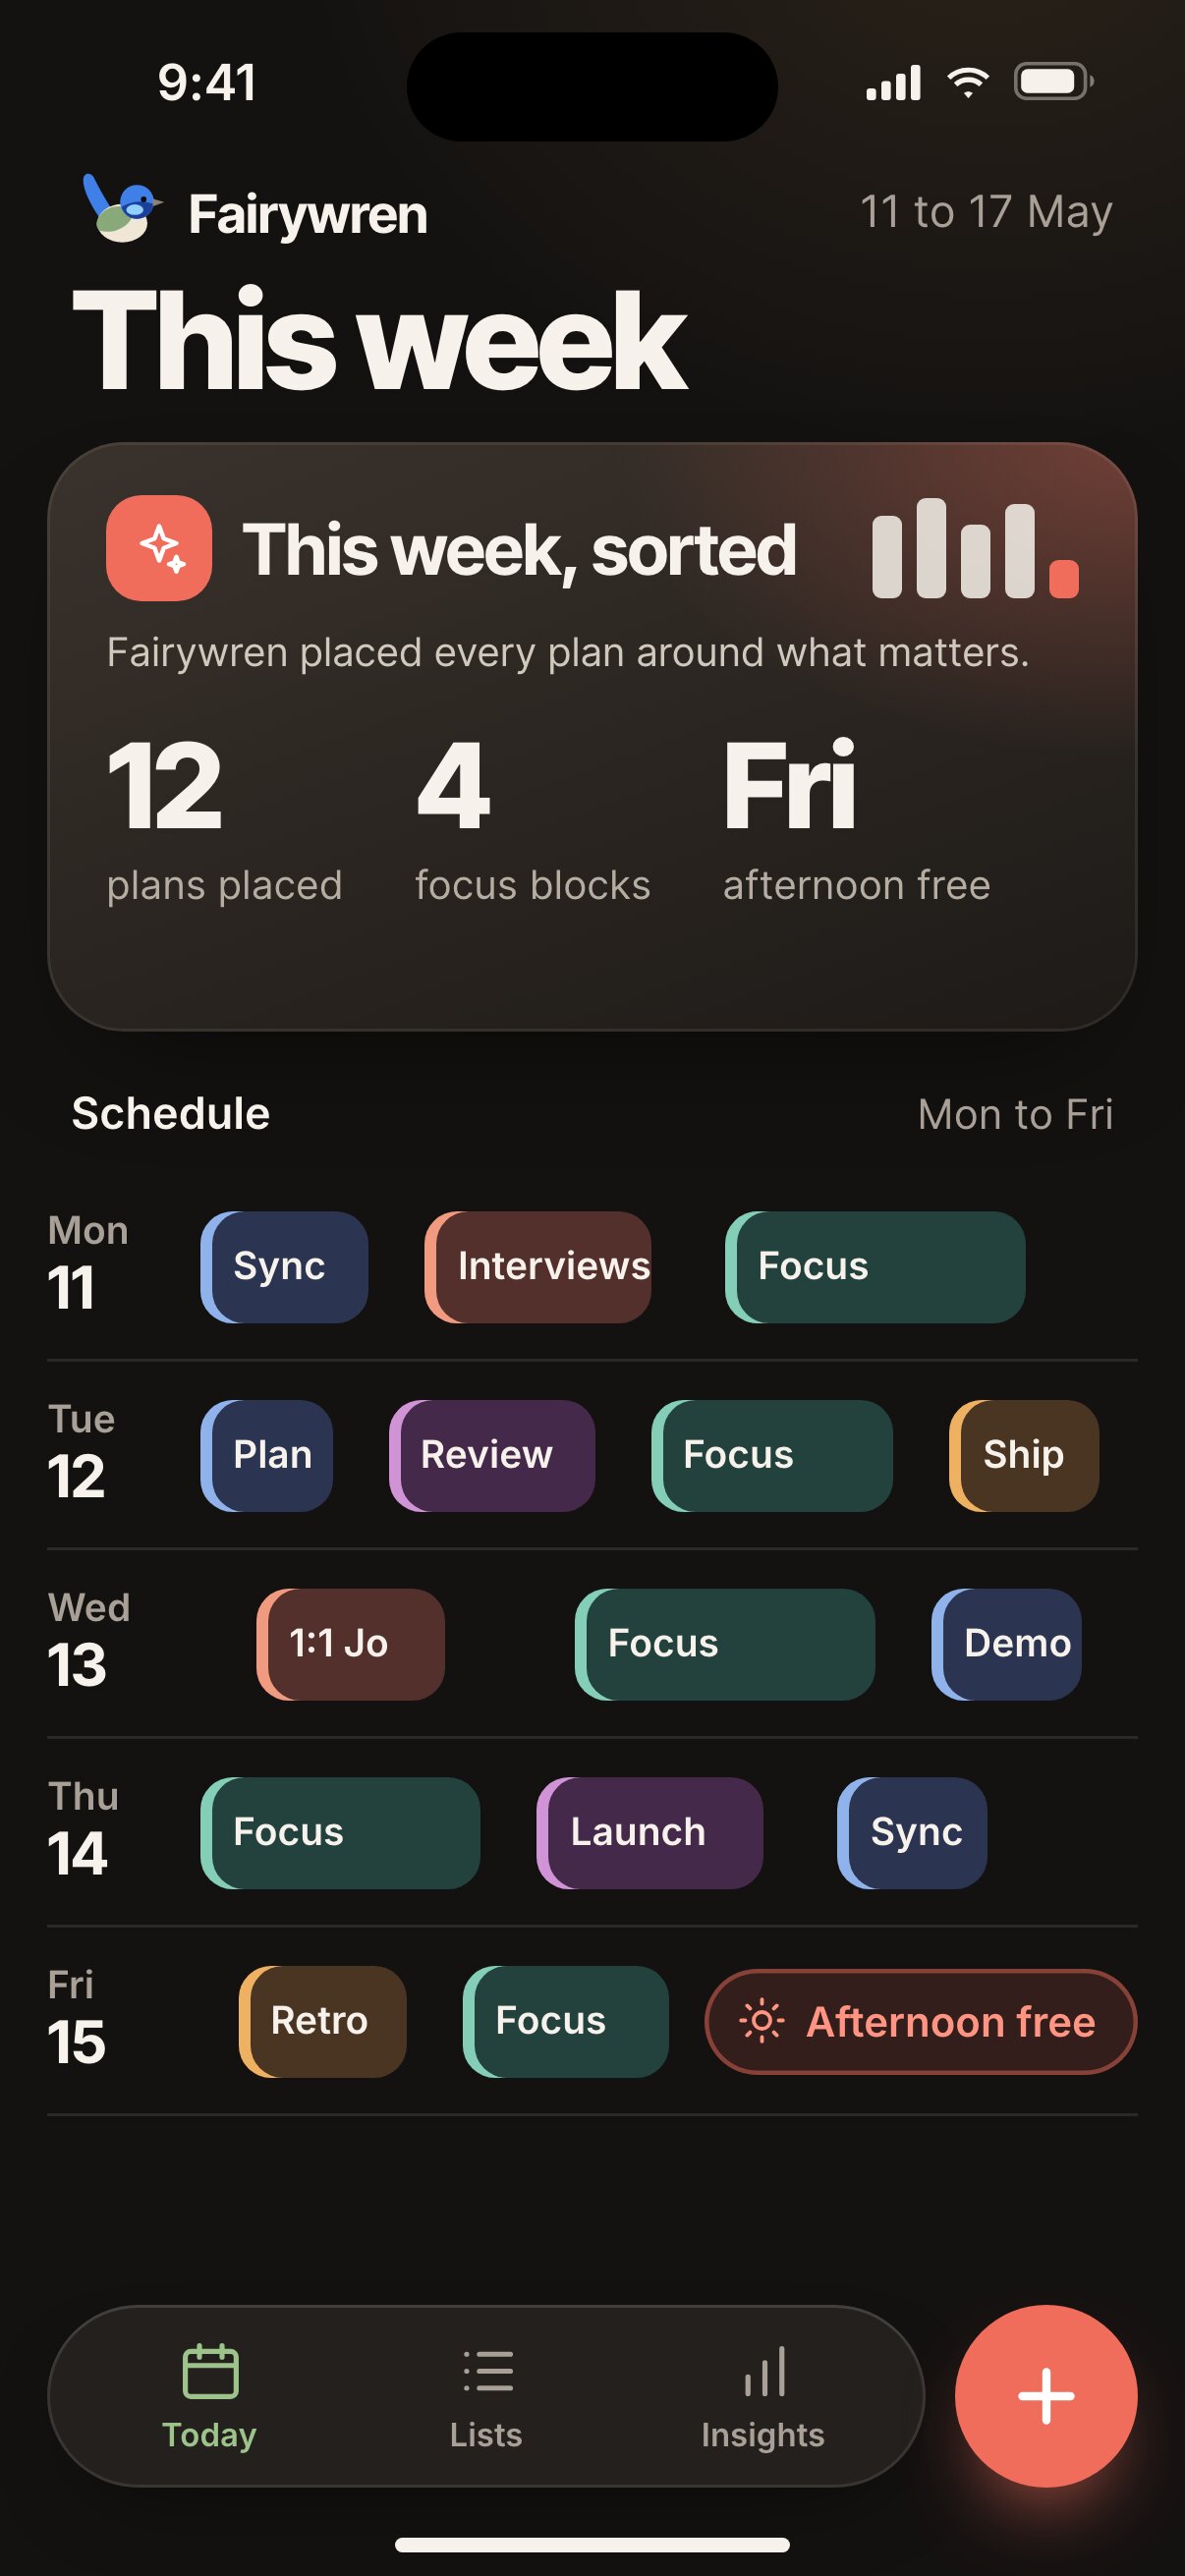 9:41
Fairywren
11 to 17 May
This week
This week, sorted
Fairywren placed every plan around what matters.
12
plans placed
4
focus blocks
Fri
afternoon free
Schedule
Mon to Fri
Mon
11
Sync
Interviews
Focus
Tue
12
Plan
Review
Focus
Ship
Wed
13
1:1 Jo
Focus
Demo
Thu
14
Focus
Launch
Sync
Fri
15
Retro
Focus
Afternoon free
Today
Lists
Insights